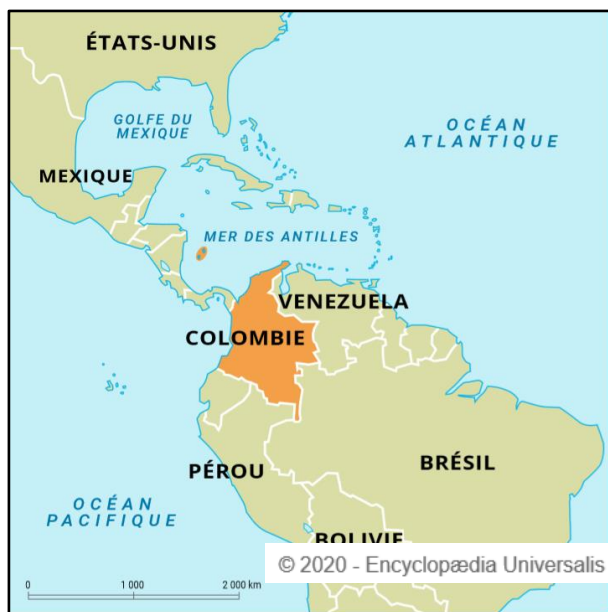 ÉTATS-UNIS
GOLFE DU
MEXIQUE
OCÉAN
ATLANTIQUE
MEXIQUE
MER DES ANTILLES
VENEZUELA
COLOMBIE
PÉROU
BRÉSIL
OCÉAN
PACIFIQUE
BOLIVIE
© 2020 - Encyclopædia Universalis
0 1 000 2 000 km